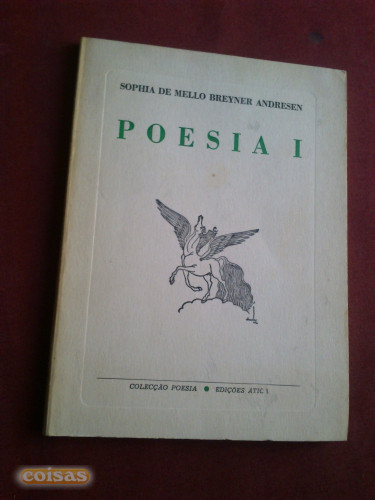 SOPHIA DE MELLO BREYNER ANDRESEN
POESIA I
COLECÇÃO POESIA ● EDIÇÕES
coisas